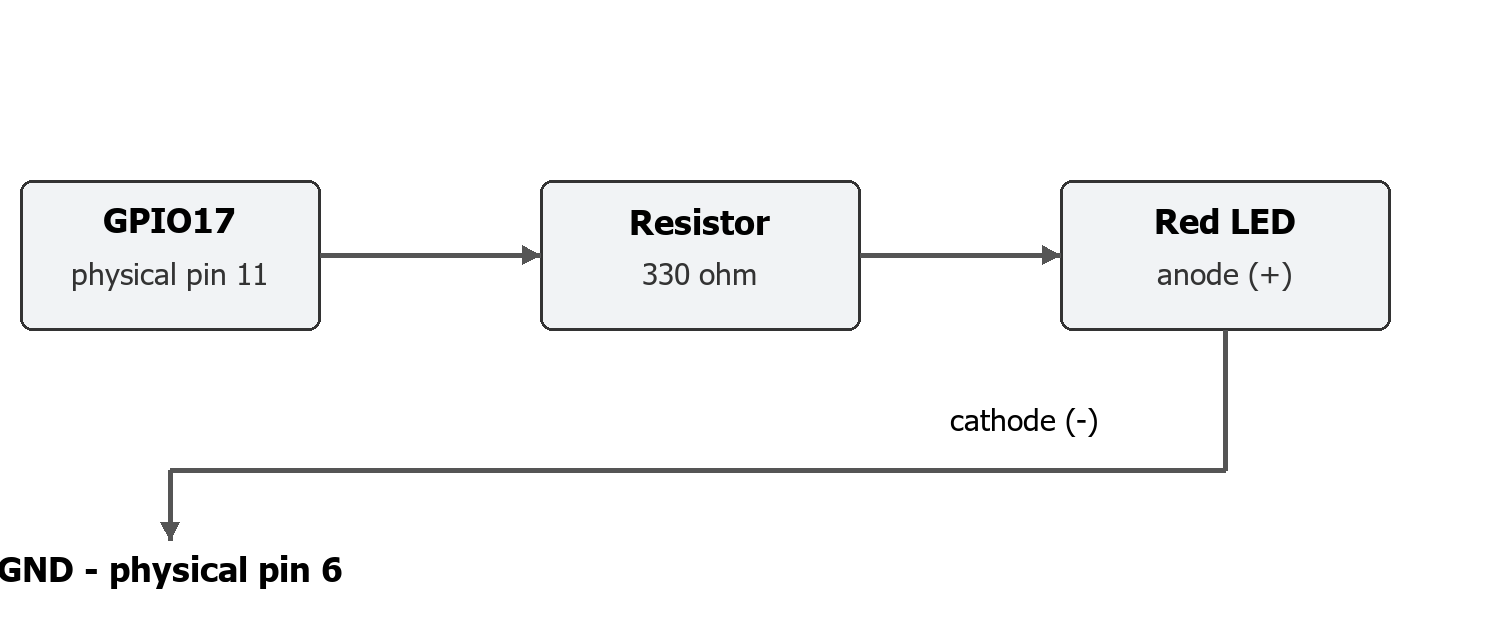 GPIO17
physical pin 11
Resistor
330 ohm
Red LED
anode (+)
cathode (-)
GND - physical pin 6